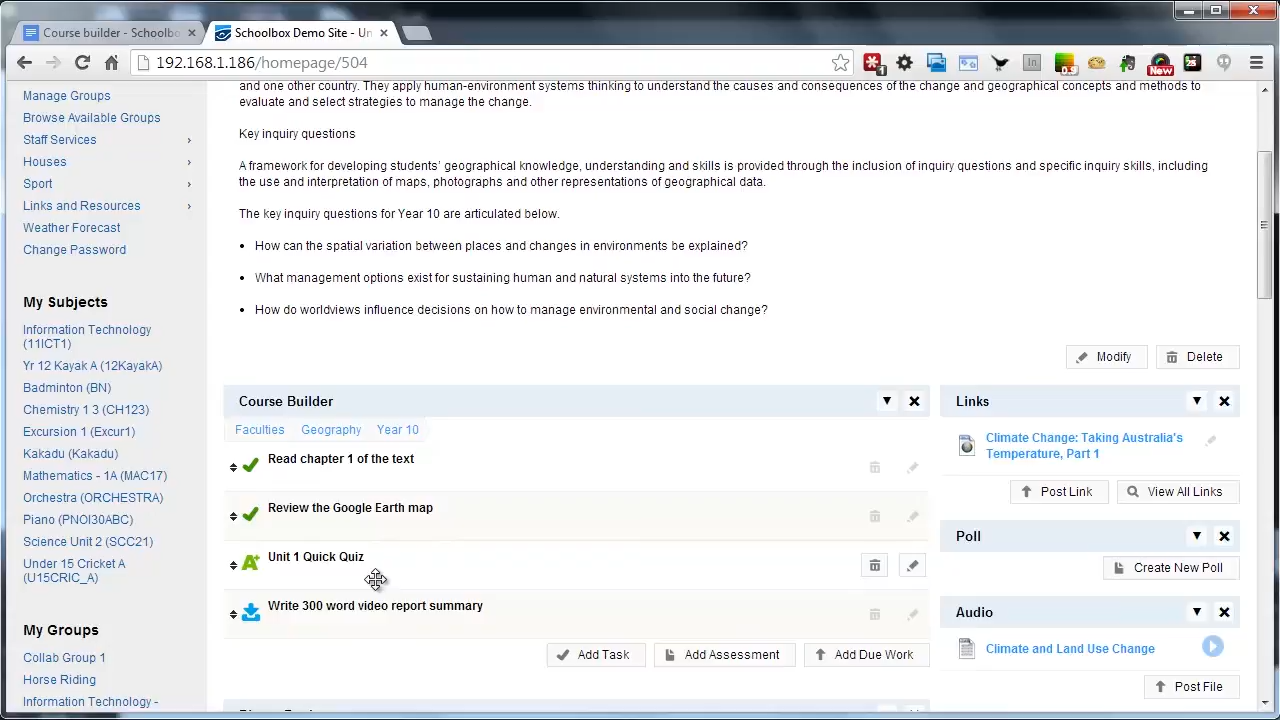 Course builder - Schoolbo
Schoolbox Demo Site - Un
192.168.1.186/homepage/504
1
In
0.9
New
Manage Groups
Browse Available Groups
Staff Services
Houses
Sport
Links and Resources
Weather Forecast
Change Password
My Subjects
Information Technology
(11ICT1)
Yr 12 Kayak A (12KayakA)
Badminton (BN)
Chemistry 1 3 (CH123)
Excursion 1 (Excur1)
Kakadu (Kakadu)
Mathematics - 1A (MAC17)
Orchestra (ORCHESTRA)
Piano (PNOI30ABC)
Science Unit 2 (SCC21)
Under 15 Cricket A
(U15CRIC_A)
My Groups
Collab Group 1
Horse Riding
Information Technology -
and one other country. They apply human-environment systems thinking to understand the causes and consequences of the change and geographical concepts and methods to
evaluate and select strategies to manage the change.
Key inquiry questions
A framework for developing students' geographical knowledge, understanding and skills is provided through the inclusion of inquiry questions and specific inquiry skills, including
the use and interpretation of maps, photographs and other representations of geographical data.
The key inquiry questions for Year 10 are articulated below.
• How can the spatial variation between places and changes in environments be explained?
• What management options exist for sustaining human and natural systems into the future?
• How do worldviews influence decisions on how to manage environmental and social change?
Modify
Delete
Course Builder
Faculties Geography Year 10
Read chapter 1 of the text
Review the Google Earth map
A+ Unit 1 Quick Quiz
Write 300 word video report summary
Add Task
Add Assessment
Add Due Work
Links
Climate Change: Taking Australia's
Temperature, Part 1
Post Link
View All Links
Poll
Create New Poll
Audio
Climate and Land Use Change
Post File